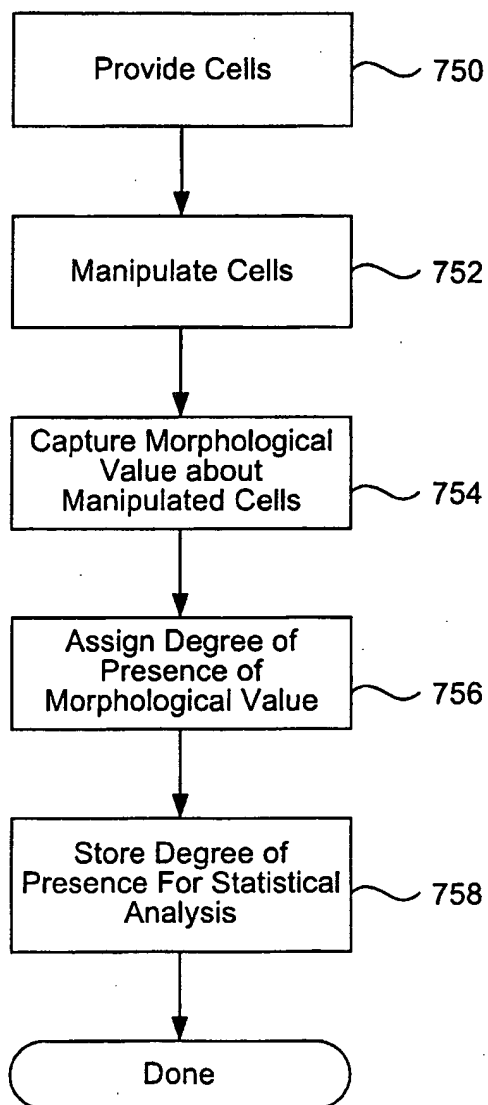 Provide Cells
750
Manipulate Cells
752
Capture Morphological
Value about
Manipulated Cells
754
Assign Degree of
Presence of
Morphological Value
756
Store Degree of
Presence For Statistical
Analysis
758
Done